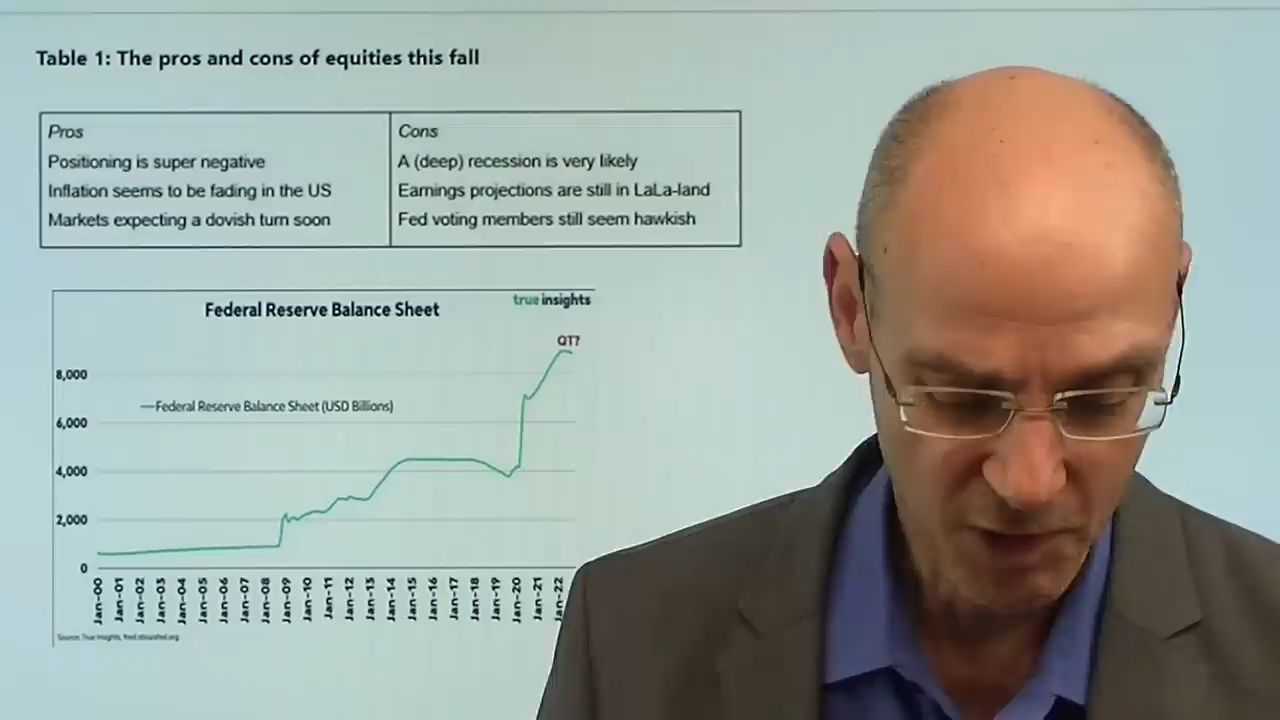 Table 1: The pros and cons of equities this fall
Pros
Positioning is super negative
Inflation seems to be fading in the US
Markets expecting a dovish turn soon
Cons
A (deep) recession is very likely
Earnings projections are still in LaLa-land
Fed voting members still seem hawkish
Federal Reserve Balance Sheet
true insights
QT?
Federal Reserve Balance Sheet (USD Billions)
8,000
6,000
4,000
2,000
0
Jan-00
Jan-01
Jan-02
Jan-03
Jan-04
Jan-05
Jan-06
Jan-07
Jan-08
Jan-09
Jan-10
Jan-11
Jan-12
Jan-13
Jan-14
Jan-15
Jan-16
Jan-17
Jan-18
Jan-19
Jan-20
Jan-21
Jan-22
Source: True Insights,